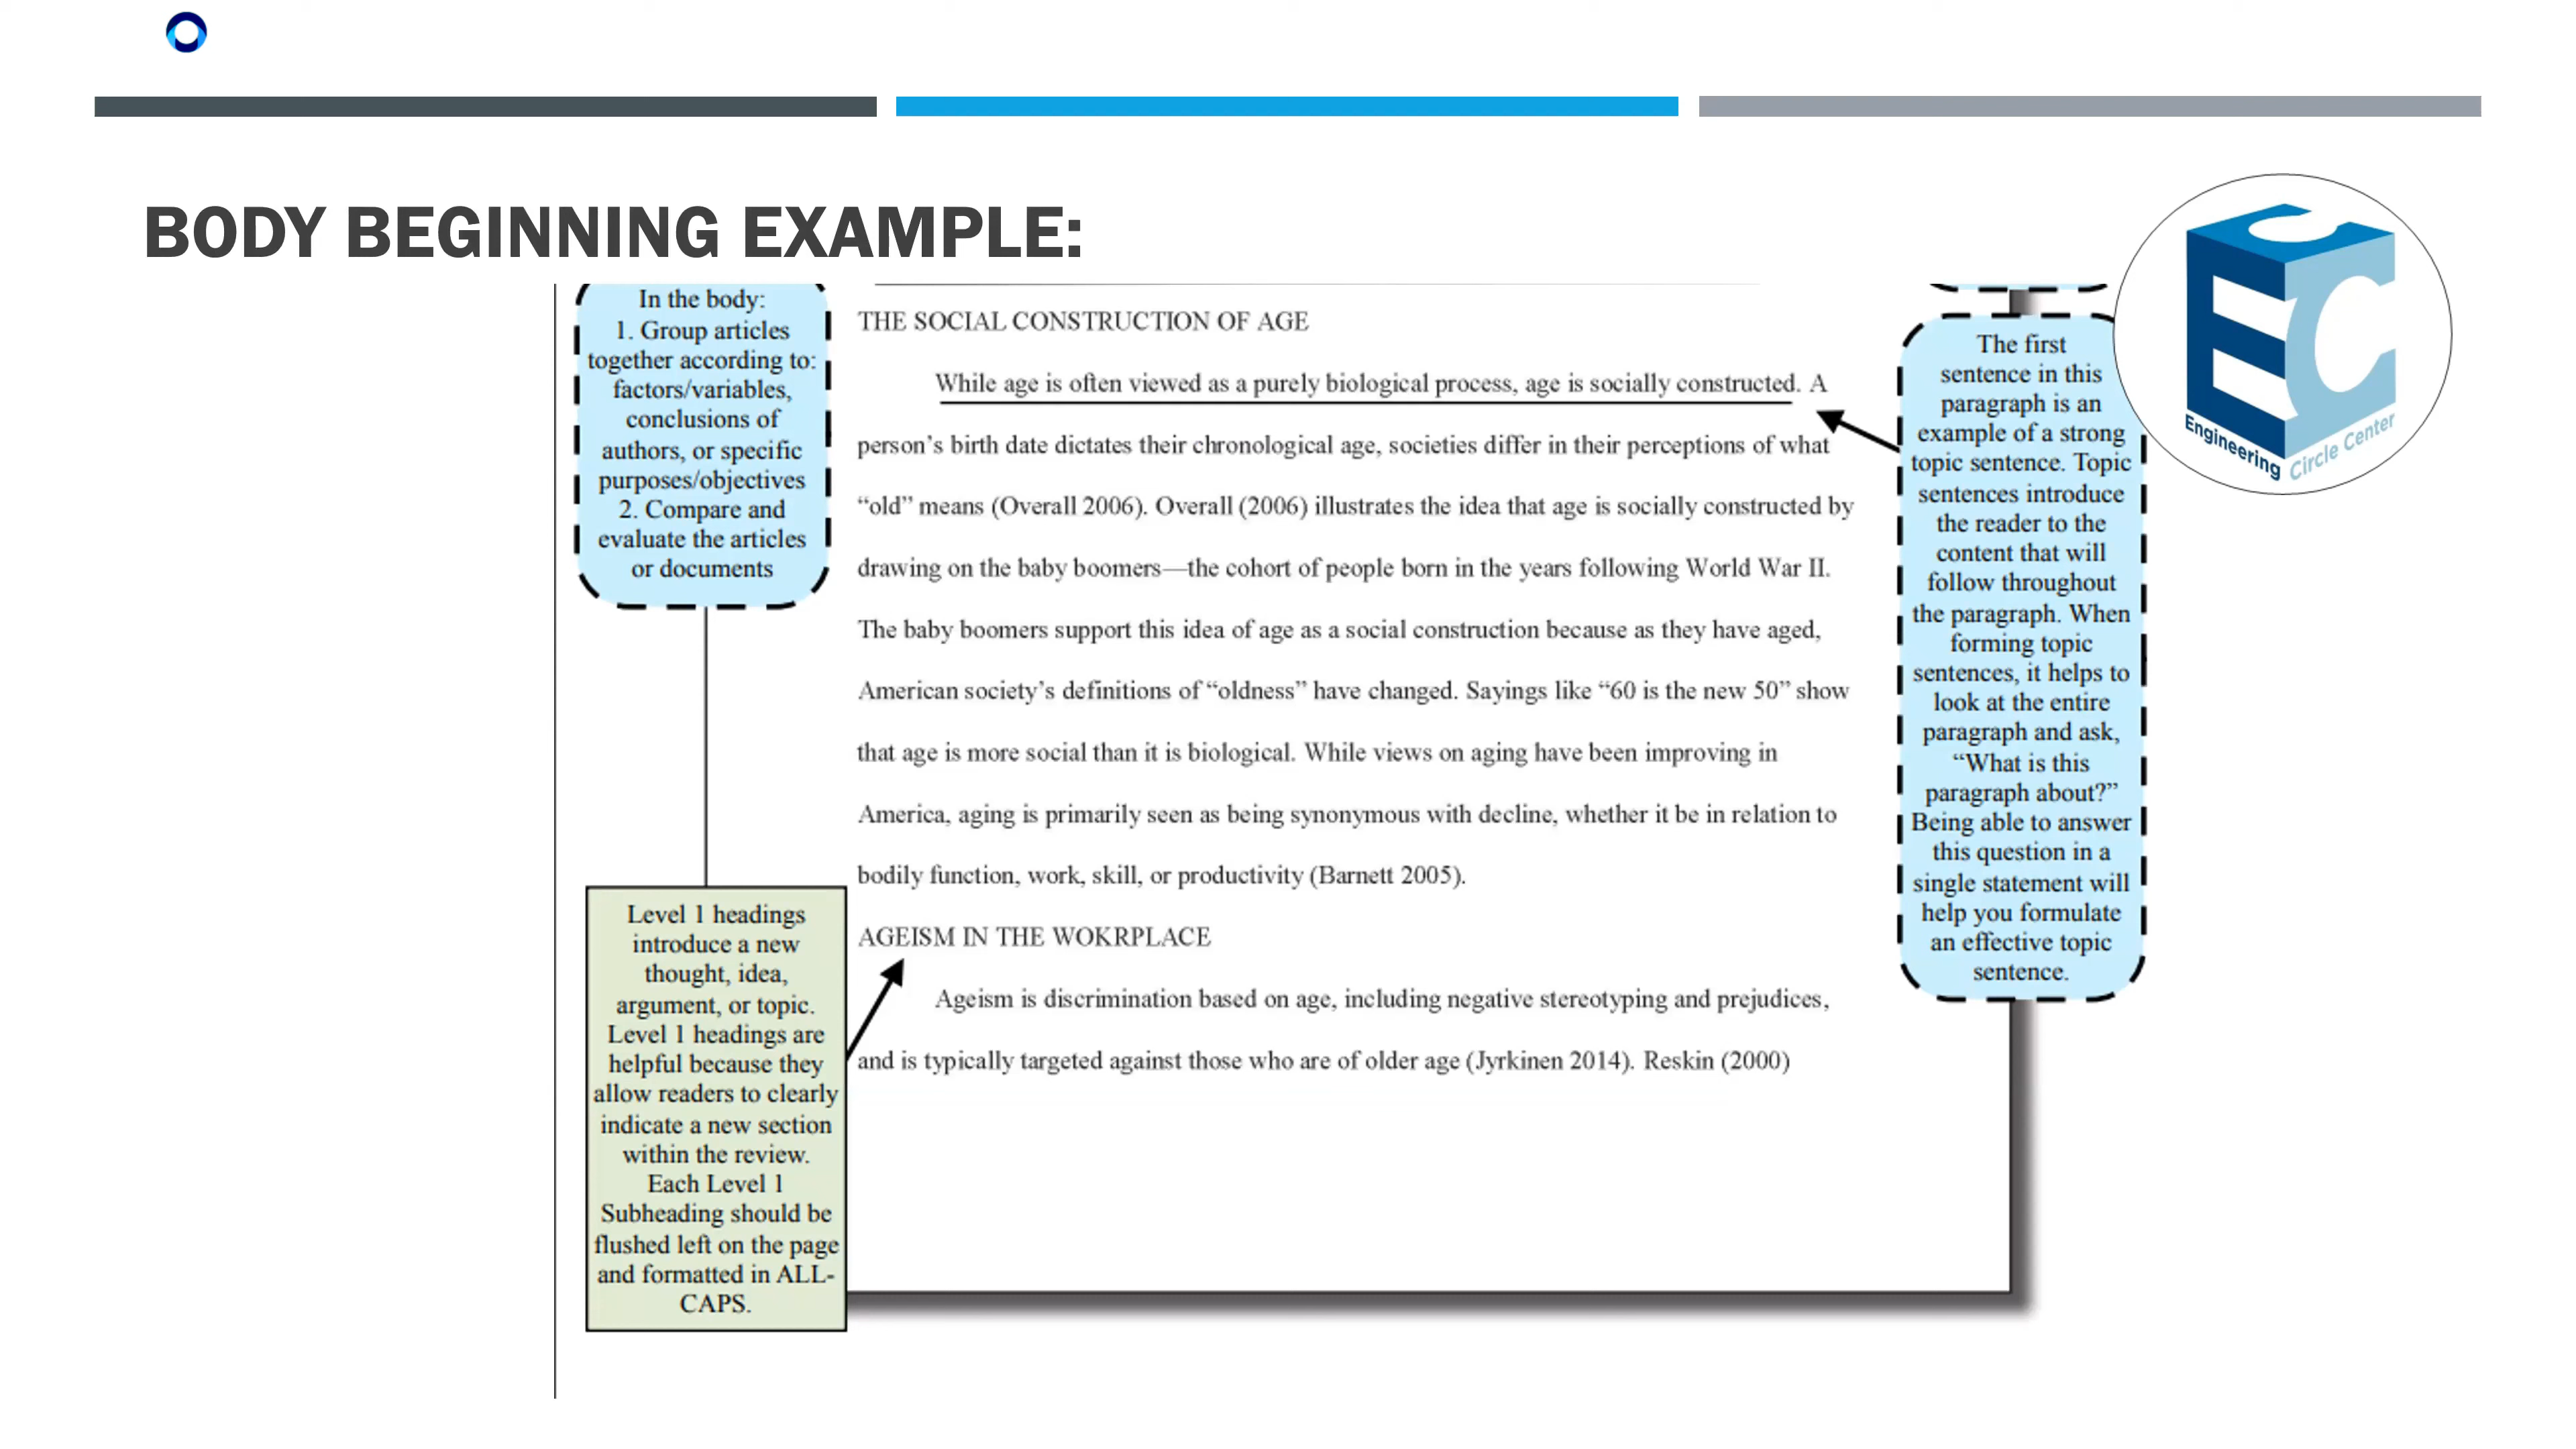 BODY BEGINNING EXAMPLE:
In the body:
1. Group articles
together according to:
factors/variables,
conclusions of
authors, or specific
purposes/objectives
2. Compare and
evaluate the articles
or documents
Level 1 headings
introduce a new
thought, idea,
argument, or topic.
Level 1 headings are
helpful because they
allow readers to clearly
indicate a new section
within the review.
Each Level 1
Subheading should be
flushed left on the page
and formatted in ALL-
CAPS.
THE SOCIAL CONSTRUCTION OF AGE
While age is often viewed as a purely biological process, age is socially constructed. A
person’s birth date dictates their chronological age, societies differ in their perceptions of what
“old” means (Overall 2006). Overall (2006) illustrates the idea that age is socially constructed by
drawing on the baby boomers—the cohort of people born in the years following World War II.
The baby boomers support this idea of age as a social construction because as they have aged,
American society’s definitions of “oldness” have changed. Sayings like “60 is the new 50” show
that age is more social than it is biological. While views on aging have been improving in
America, aging is primarily seen as being synonymous with decline, whether it be in relation to
bodily function, work, skill, or productivity (Barnett 2005).
AGEISM IN THE WOKRPLACE
Ageism is discrimination based on age, including negative stereotyping and prejudices,
and is typically targeted against those who are of older age (Jyrkinen 2014). Reskin (2000)
The first
sentence in this
paragraph is an
example of a strong
topic sentence. Topic
sentences introduce
the reader to the
content that will
follow throughout
the paragraph. When
forming topic
sentences, it helps to
look at the entire
paragraph and ask,
“What is this
paragraph about?”
Being able to answer
this question in a
single statement will
help you formulate
an effective topic
sentence.
ECC
Engineering Circle Center